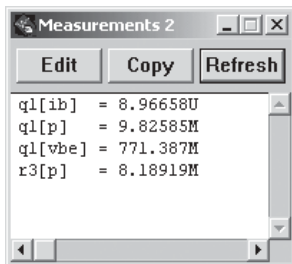 Measurements 2
Edit Copy Refresh
q1[ib] = 8.96658U
q1[p] = 9.82585M
q1[vbe] = 771.387M
r3[p] = 8.18919M